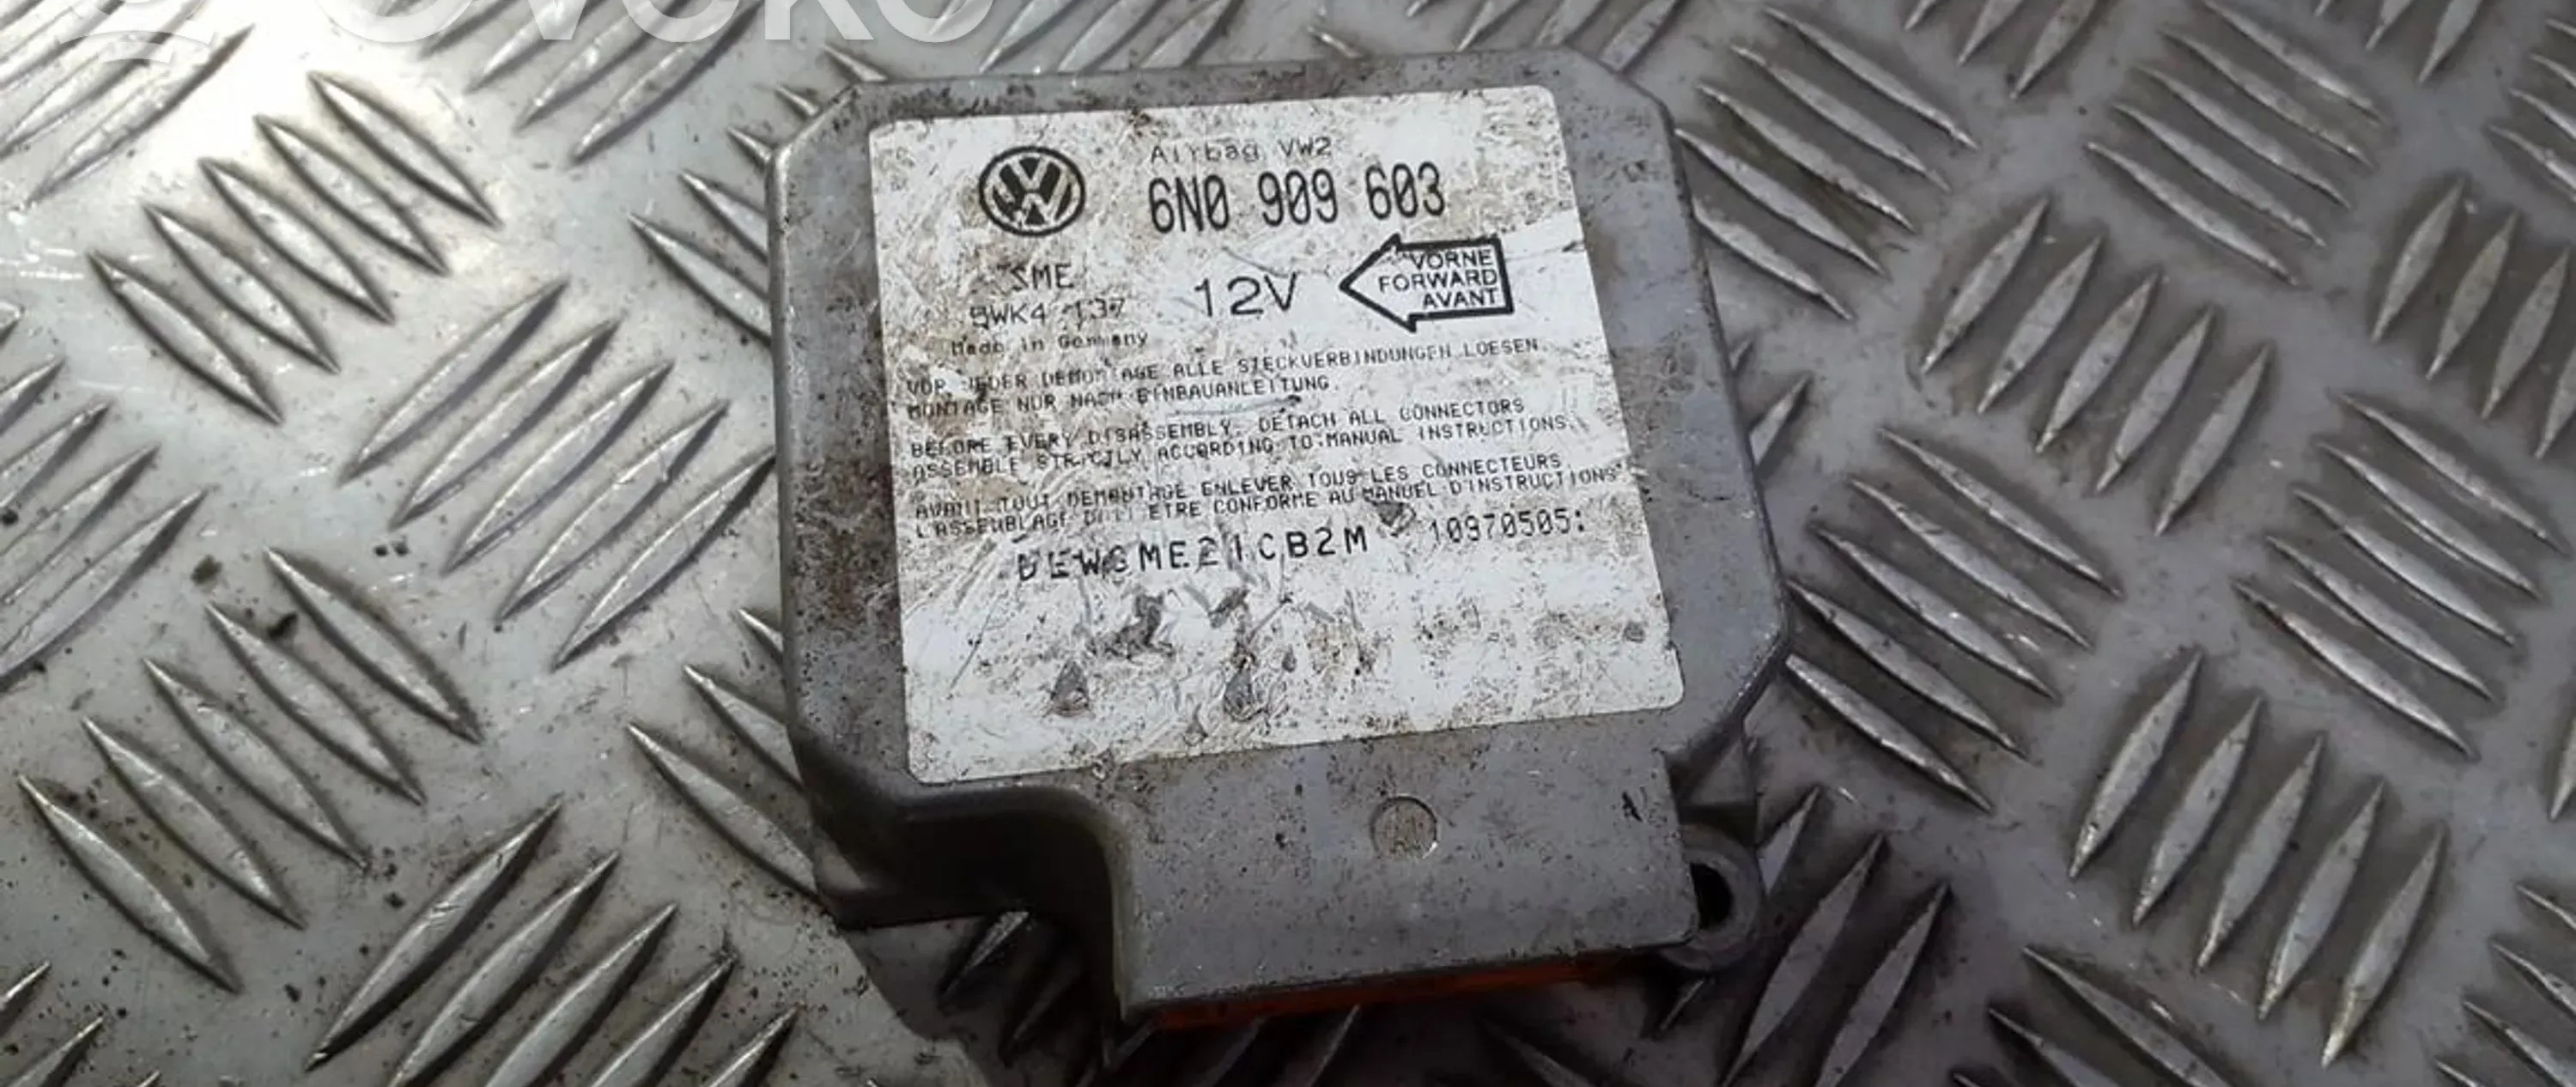 Airbag VW2
6N0 909 603
SME
5WK4 137
12V
VORNE
FORWARD
AVANT
Made in Germany
VOR JEDER DEMONTAGE ALLE STECKVERBINDUNGEN LOESEN.
MONTAGE NUR NACH EINBAUANLEITUNG.
BEFORE EVERY DISASSEMBLY. DETACH ALL CONNECTORS
ASSEMBLE STRICTLY ACCORDING TO MANUAL INSTRUCTIONS.
AVANT TOUT DEMONTAGE ENLEVER TOUS LES CONNECTEURS
L'ASSEMBLAGE DOIT ETRE CONFORME AU MANUEL D'INSTRUCTIONS
10970505: